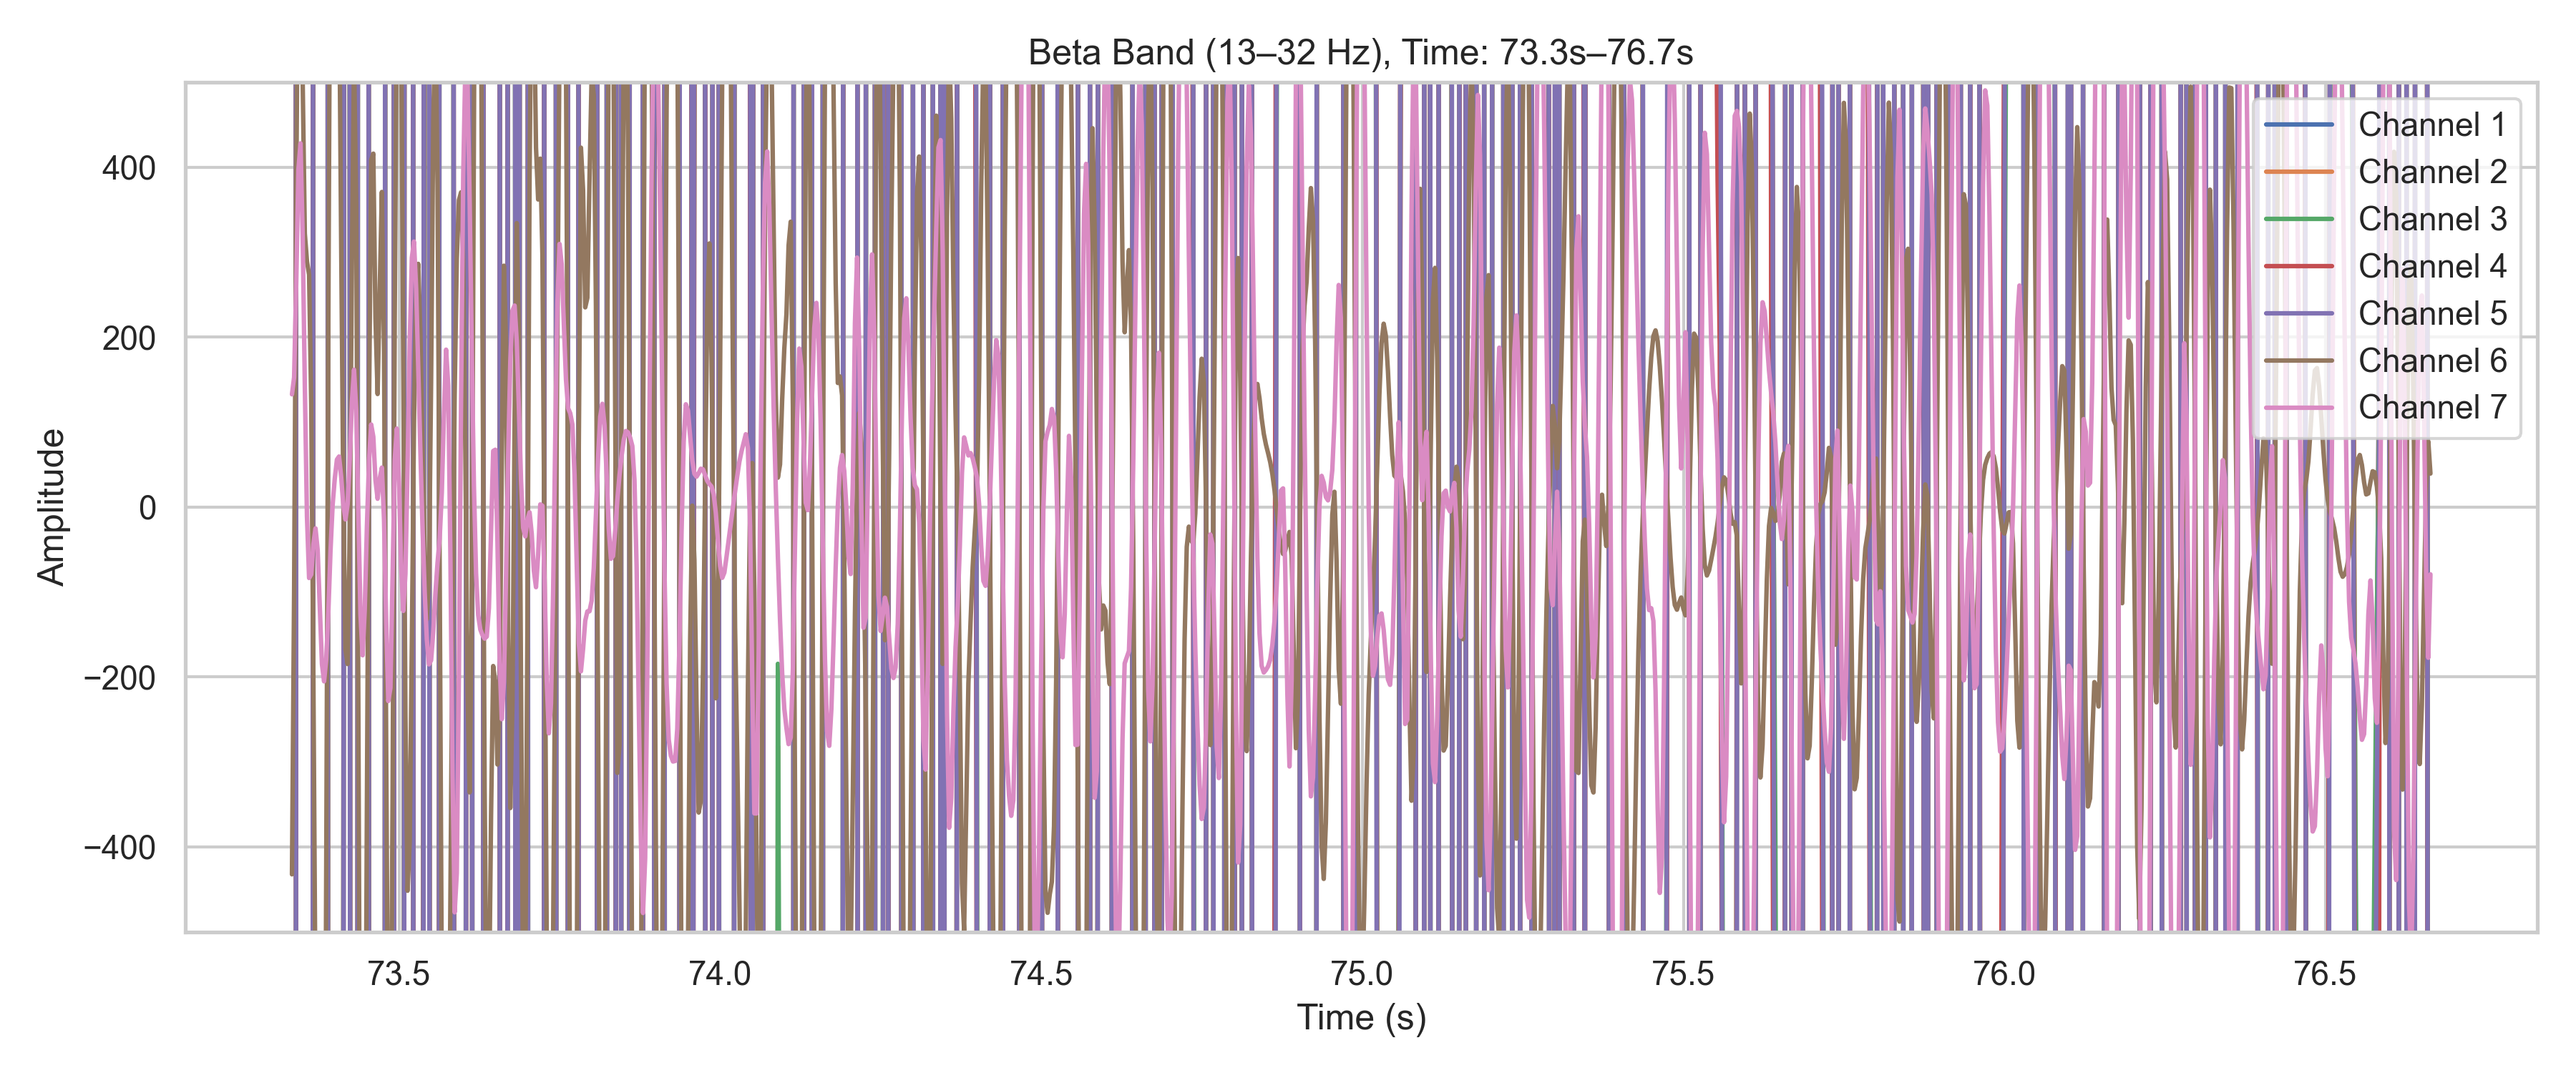 Beta Band (13–32 Hz), Time: 73.3s–76.7s
Amplitude
400
200
0
−200
−400
73.5
74.0
74.5
75.0
75.5
76.0
76.5
Time (s)
Channel 1
Channel 2
Channel 3
Channel 4
Channel 5
Channel 6
Channel 7